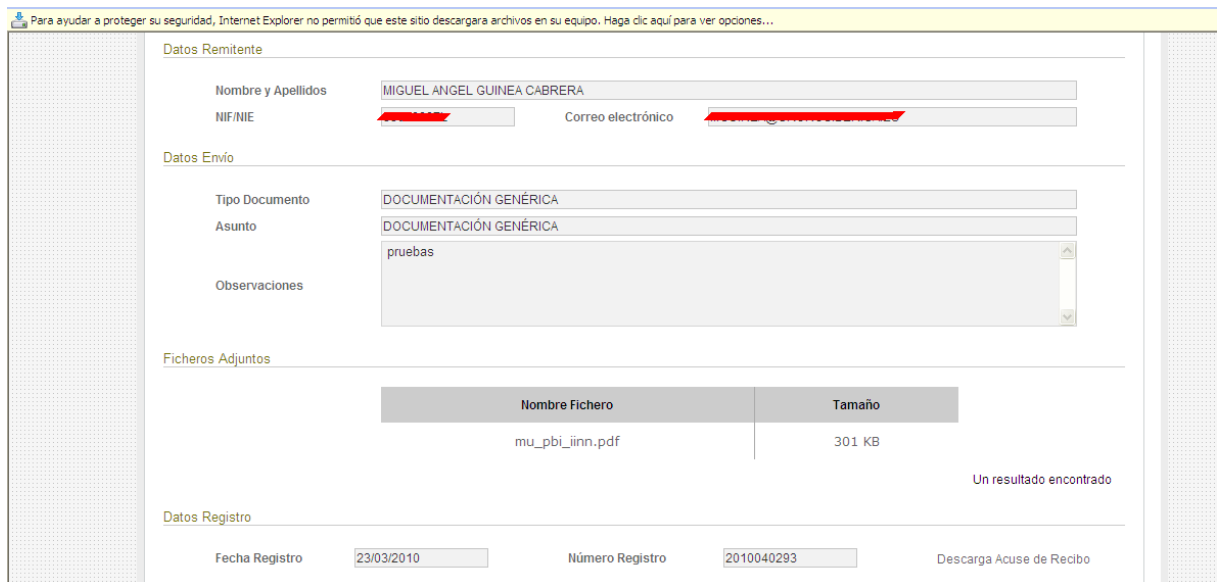 Para ayudar a proteger su seguridad, Internet Explorer no permitió que este sitio descargara archivos en su equipo. Haga clic aquí para ver opciones...
Datos Remitente
Nombre y Apellidos MIGUEL ANGEL GUINEA CABRERA
NIF/NIE Correo electrónico
Datos Envío
Tipo Documento DOCUMENTACIÓN GENÉRICA
Asunto DOCUMENTACIÓN GENÉRICA
pruebas
Observaciones
Ficheros Adjuntos
Nombre Fichero Tamaño
mu_pbi_iinn.pdf 301 KB
Un resultado encontrado
Datos Registro
Fecha Registro 23/03/2010 Número Registro 2010040293 Descarga Acuse de Recibo